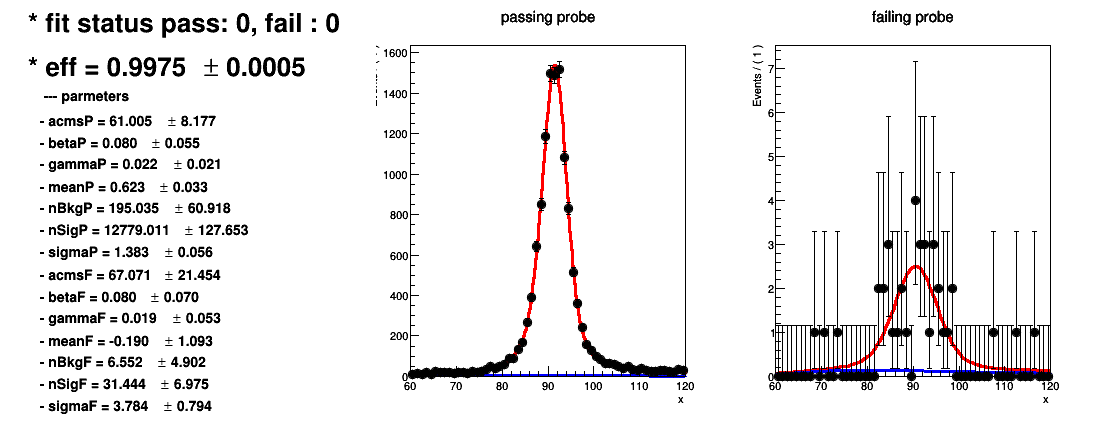 * fit status pass: 0, fail : 0
* eff = 0.9975 ± 0.0005
--- parmeters
- acmsP = 61.005 ± 8.177
- betaP = 0.080 ± 0.055
- gammaP = 0.022 ± 0.021
- meanP = 0.623 ± 0.033
- nBkgP = 195.035 ± 60.918
- nSigP = 12779.011 ± 127.653
- sigmaP = 1.383 ± 0.056
- acmsF = 67.071 ± 21.454
- betaF = 0.080 ± 0.070
- gammaF = 0.019 ± 0.053
- meanF = -0.190 ± 1.093
- nBkgF = 6.552 ± 4.902
- nSigF = 31.444 ± 6.975
- sigmaF = 3.784 ± 0.794
passing probe
1600
1400
1200
1000
800
600
400
200
0
60 70 80 90 100 110 120
x
failing probe
Events / ( 1 )
7
6
5
4
3
2
1
0
60 70 80 90 100 110 120
x